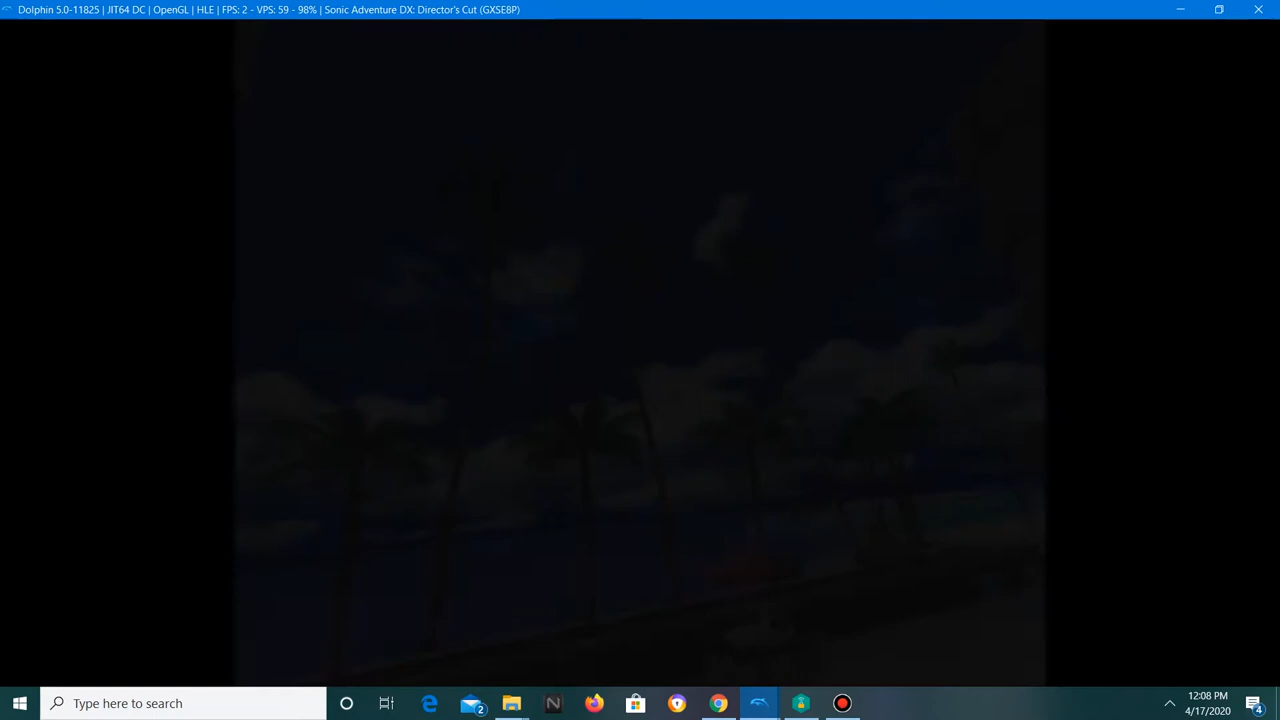 Dolphin 5.0-11825 | JIT64 DC | OpenGL | HLE | FPS: 2 - VPS: 59 - 98% | Sonic Adventure DX: Director's Cut (GXSE8P)
Type here to search
2
N
12:08 PM
4/17/2020
4